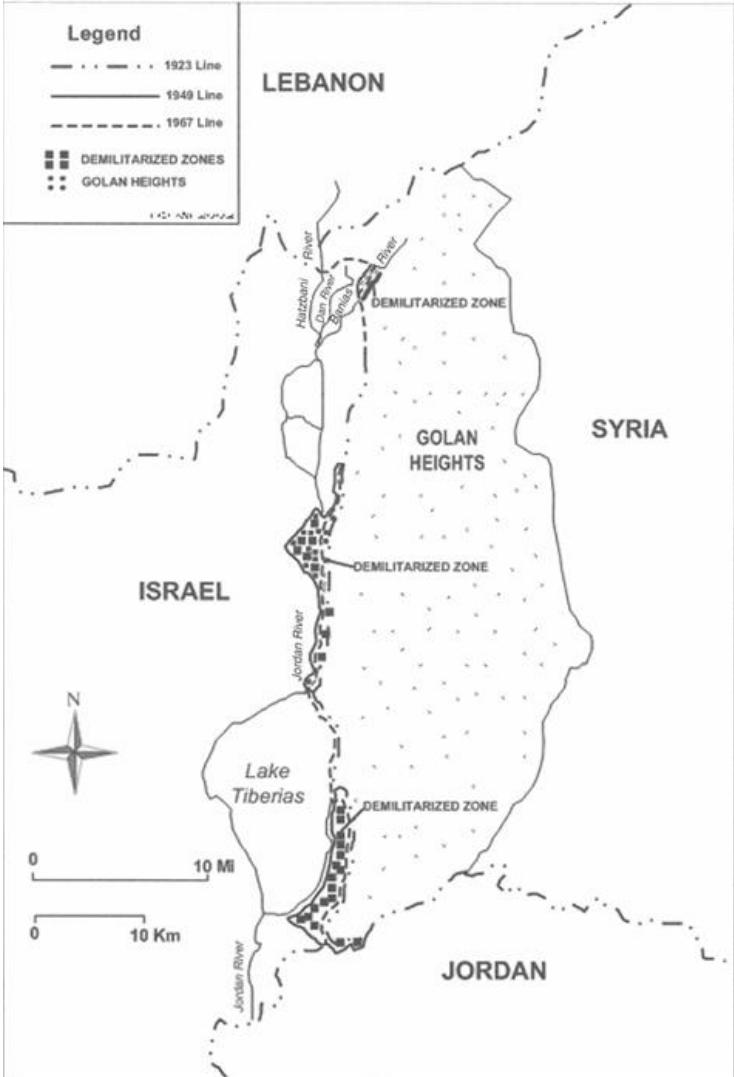 Legend
1923 Line
1949 Line
1967 Line
DEMILITARIZED ZONES
GOLAN HEIGHTS
LEBANON
Hatzbani
River
Dan River
Banias
River
DEMILITARIZED ZONE
GOLAN
HEIGHTS
SYRIA
DEMILITARIZED ZONE
ISRAEL
Jordan River
N
Lake
Tiberias
DEMILITARIZED ZONE
0
10 Mi
0
10 Km
Jordan River
JORDAN